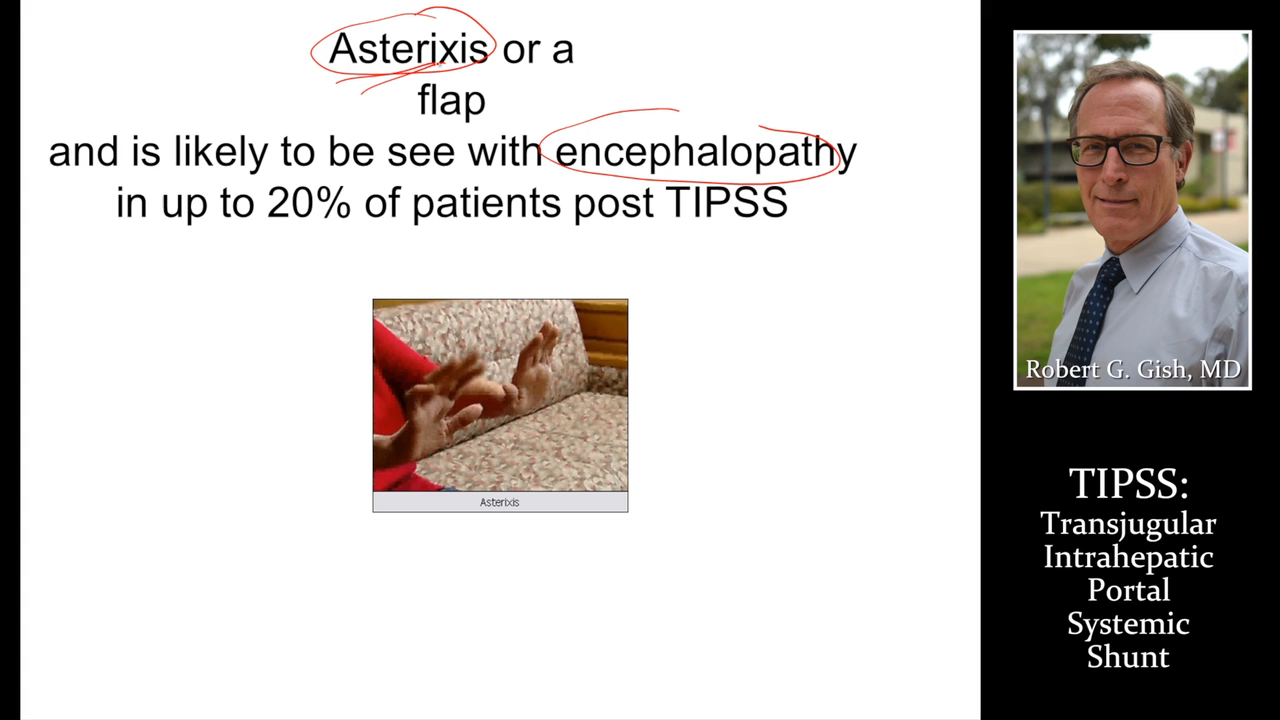 Asterixis or a
flap
and is likely to be see with encephalopathy
in up to 20% of patients post TIPSS
Asterixis
Robert G. Gish, MD
TIPSS:
Transjugular
Intrahepatic
Portal
Systemic
Shunt